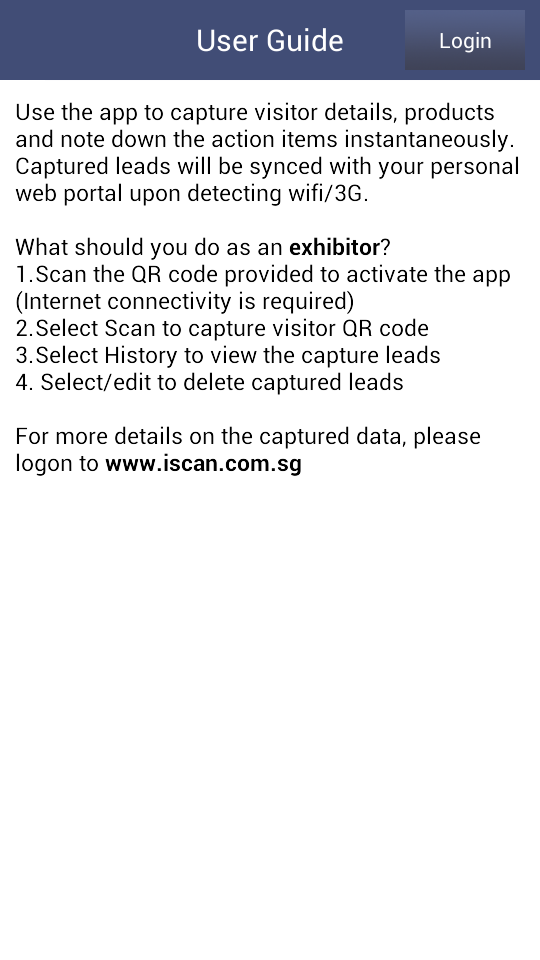 User Guide
Login
Use the app to capture visitor details, products
and note down the action items instantaneously.
Captured leads will be synced with your personal
web portal upon detecting wifi/3G.
What should you do as an exhibitor?
1.Scan the QR code provided to activate the app
(Internet connectivity is required)
2.Select Scan to capture visitor QR code
3.Select History to view the capture leads
4. Select/edit to delete captured leads
For more details on the captured data, please
logon to www.iscan.com.sg